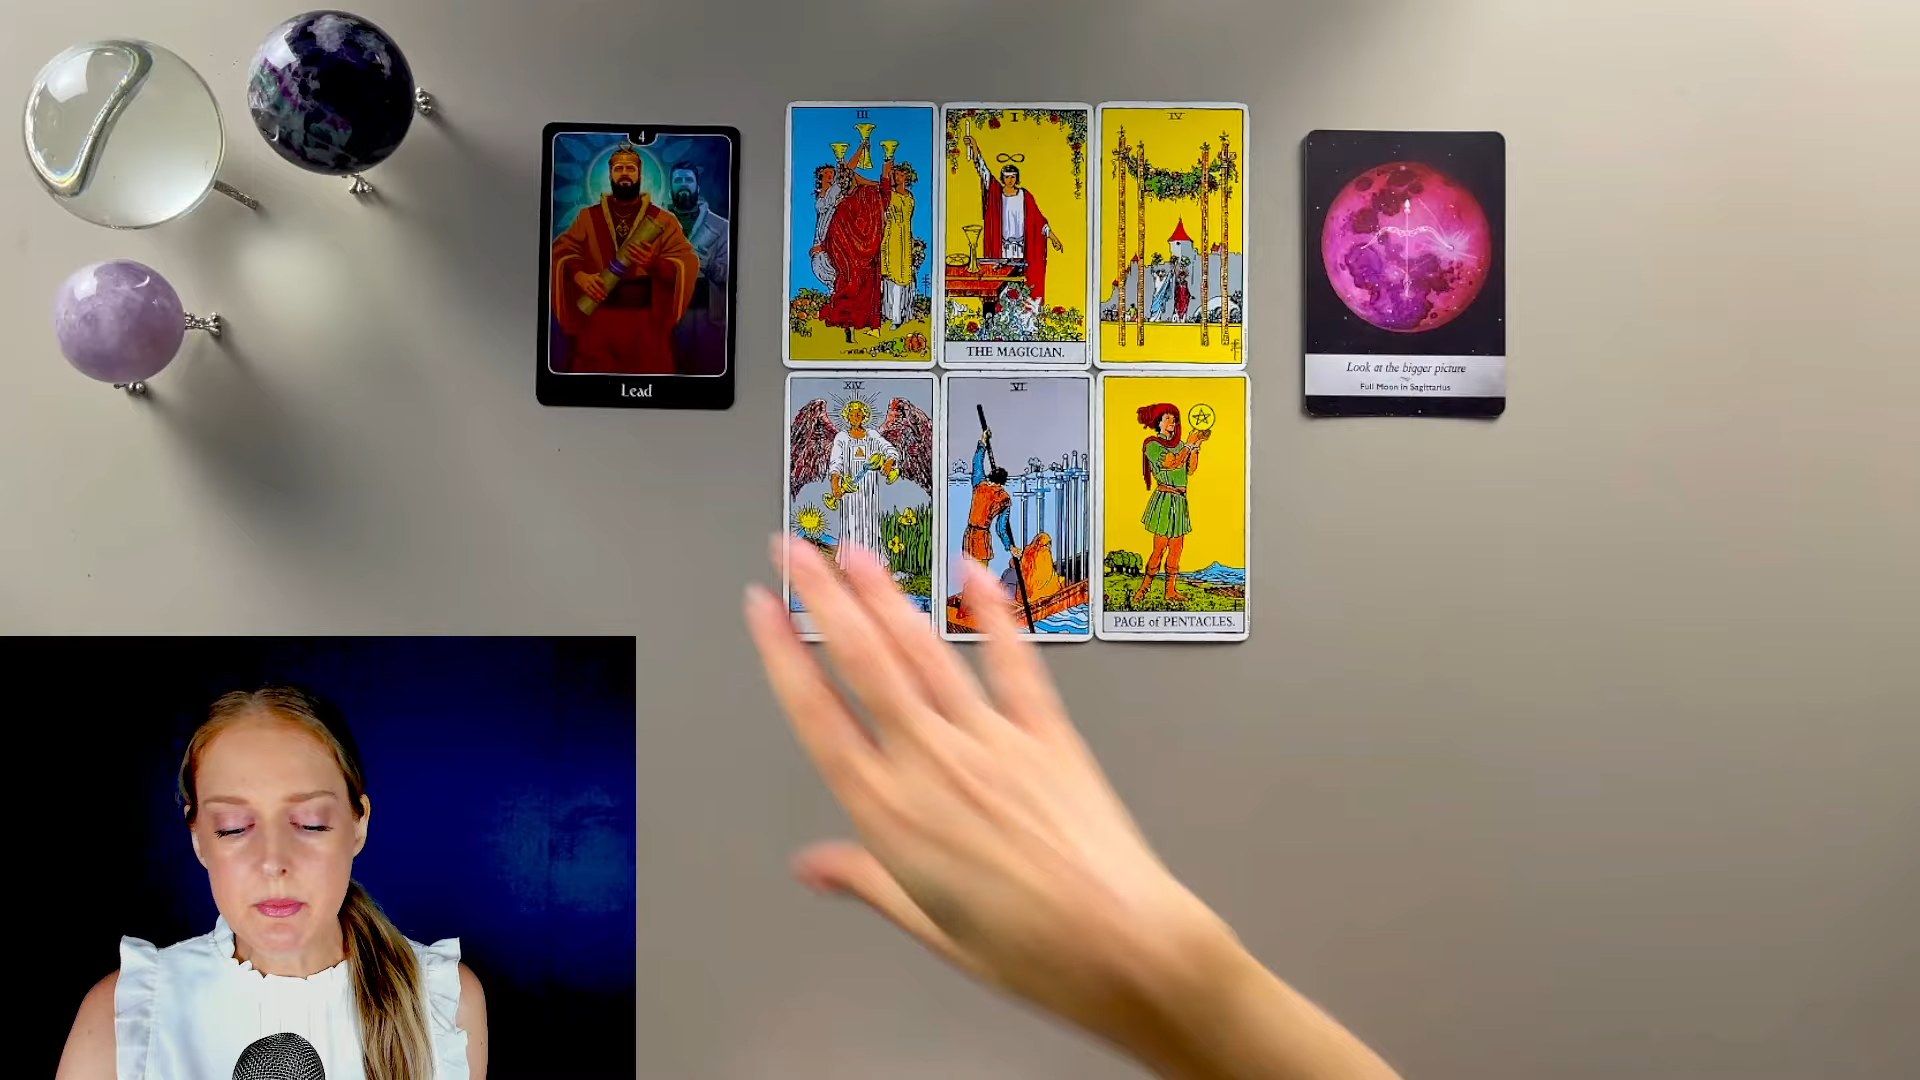 4
Lead
III
I
THE MAGICIAN.
IV
XIV
VI
PAGE of PENTACLES.
Look at the bigger picture
Full Moon in Sagittarius